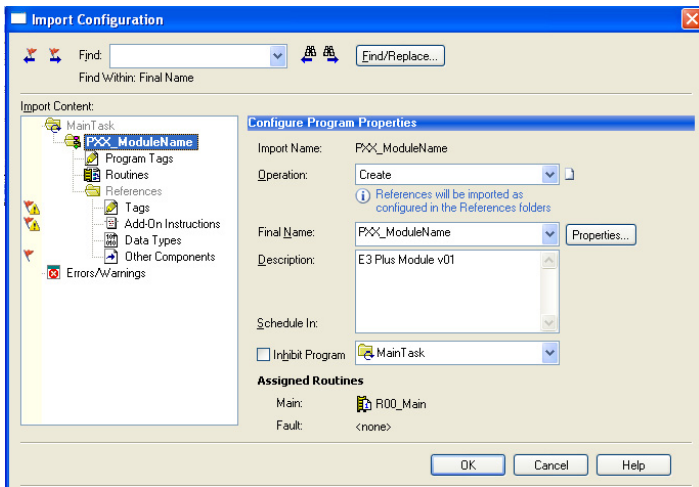 Import Configuration
Find:
Find/Replace...
Find Within: Final Name
Import Content:
MainTask
PXX_ModuleName
Program Tags
Routines
References
Tags
Add-On Instructions
Data Types
Other Components
Errors/Warnings
Configure Program Properties
Import Name: PXX_ModuleName
Operation: Create
References will be imported as
configured in the References folders
Final Name: PXX_ModuleName Properties...
Description: E3 Plus Module v01
Schedule In:
Inhibit Program MainTask
Assigned Routines
Main: R00_Main
Fault: <none>
OK Cancel Help